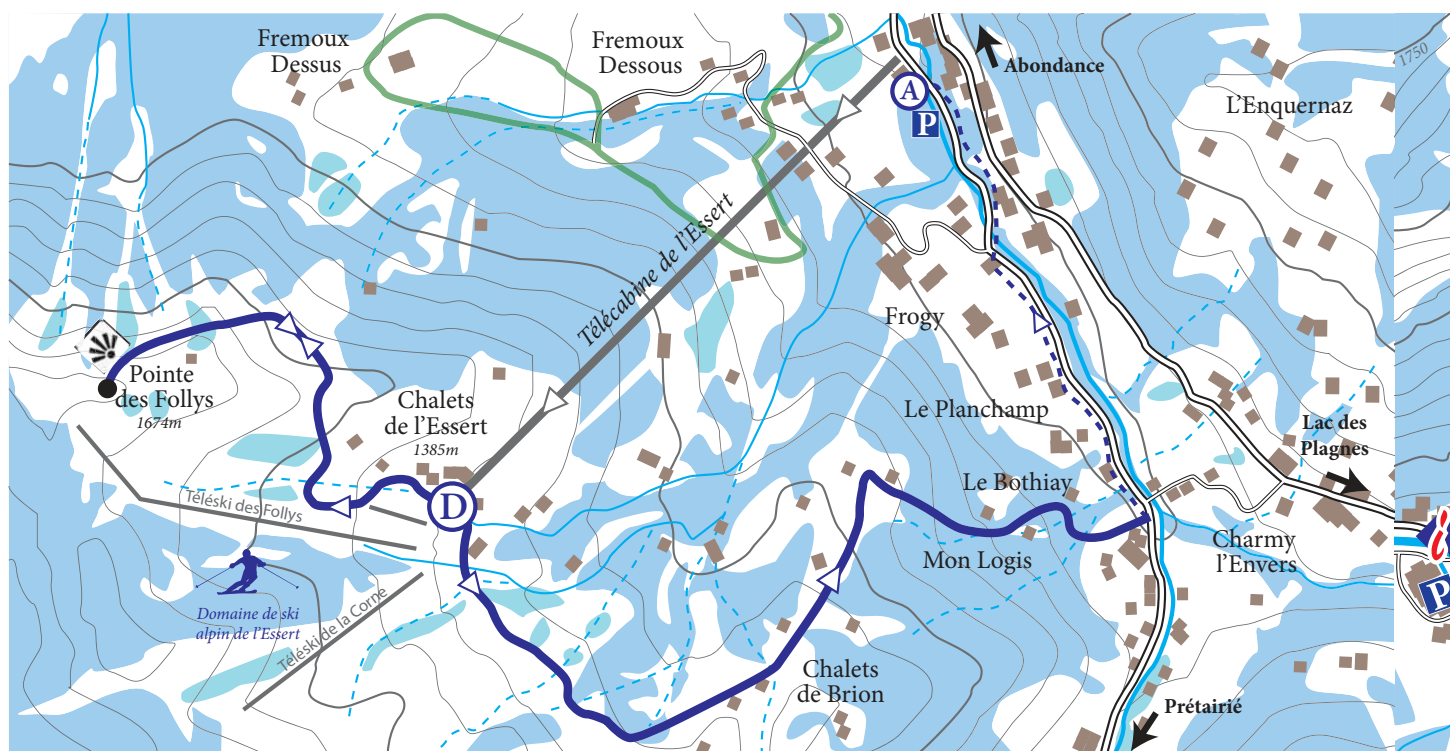 Fremoux
Dessus
Fremoux
Dessous
A
P
Abondance
1750
L'Enquernaz
Télécabine de l'Essert
Frogy
Pointe
des Follys
1674m
Chalets
de l'Essert
1385m
Le Planchamp
Lac des
Plagnes
D
Téléski des Follys
Le Bothiay
Mon Logis
Charmy
l'Envers
i
P
Domaine de ski
alpin de l'Essert
Téléski de la Corne
Chalets
de Brion
Prétairié